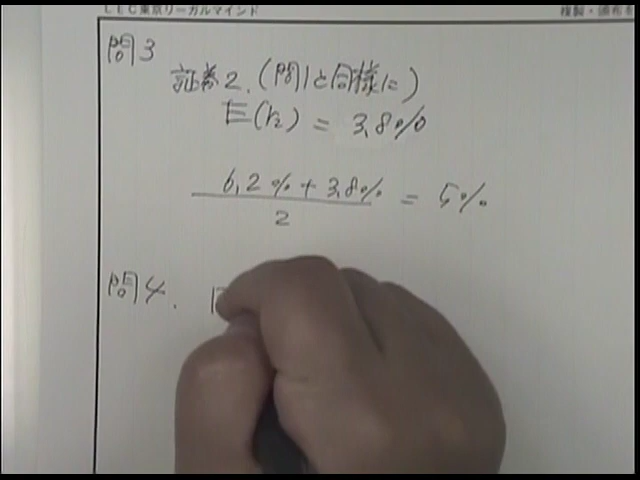 LEC東京リーガルマインド 複製・頒布を
問3
証券2.(問1と同様に)
E(r₂) = 3.8%
6.2% + 3.8% = 5%
2
問4.